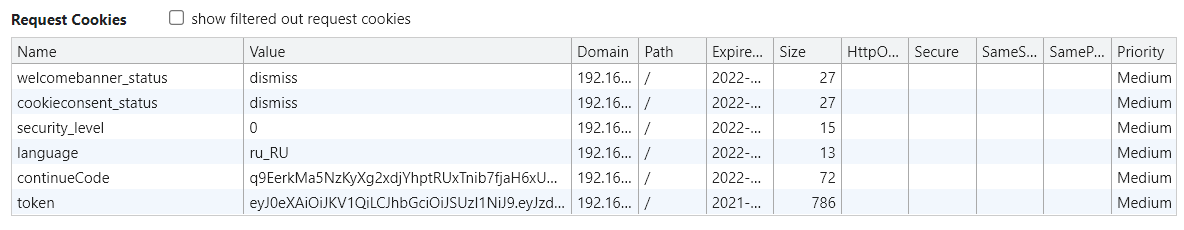 Request Cookies show filtered out request cookies
Name Value Domain Path Expire... Size HttpO... Secure SameS... SameP... Priority
welcomebanner_status dismiss 192.16... / 2022-... 27 Medium
cookieconsent_status dismiss 192.16... / 2022-... 27 Medium
security_level 0 192.16... / 2022-... 15 Medium
language ru_RU 192.16... / 2022-... 13 Medium
continueCode q9EerkMa5NzKyXg2xdjYhptRUxTnib7fjaH6xU... 192.16... / 2022-... 72 Medium
token eyJ0eXAiOiJKV1QiLCJhbGciOiJSUzI1NiJ9.eyJzd... 192.16... / 2021-... 786 Medium